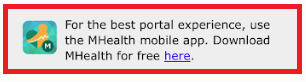 For the best portal experience, use
the MHealth mobile app. Download
MHealth for free here.
M